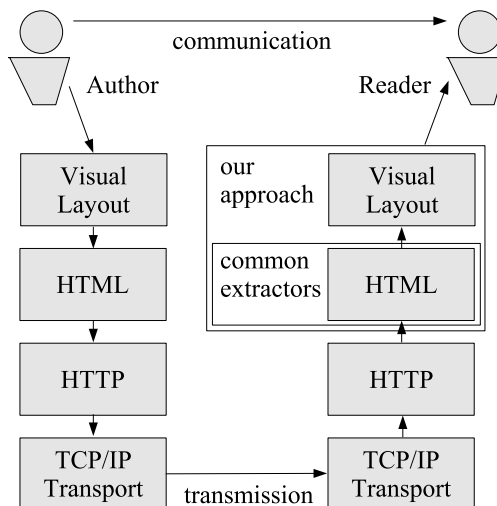 communication
Author
Reader
Visual
Layout
our
approach
Visual
Layout
HTML
common
extractors
HTML
HTTP
HTTP
TCP/IP
Transport
transmission
TCP/IP
Transport